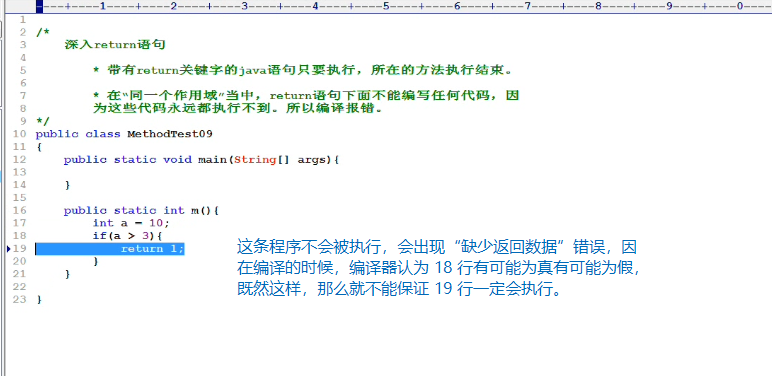 ----+----1----+----2----+----3----+----4----+----5----+----6----+----7----+----8----+----9----+----0----
1
2 /*
3 深入return语句
4
5 * 带有return关键字的java语句只要执行，所在的方法执行结束。
6
7 * 在“同一个作用域”当中，return语句下面不能编写任何代码，因
8 为这些代码永远都执行不到。所以编译报错。
9 */
10 public class MethodTest09
11 {
12 public static void main(String[] args){
13
14 }
15
16 public static int m(){
17 int a = 10;
18 if(a > 3){
19 return 1;
20 }
21 }
22
23 }
这条程序不会被执行，会出现“缺少返回数据”错误，因
在编译的时候，编译器认为 18 行有可能为真有可能为假，
既然这样，那么就不能保证 19 行一定会执行。